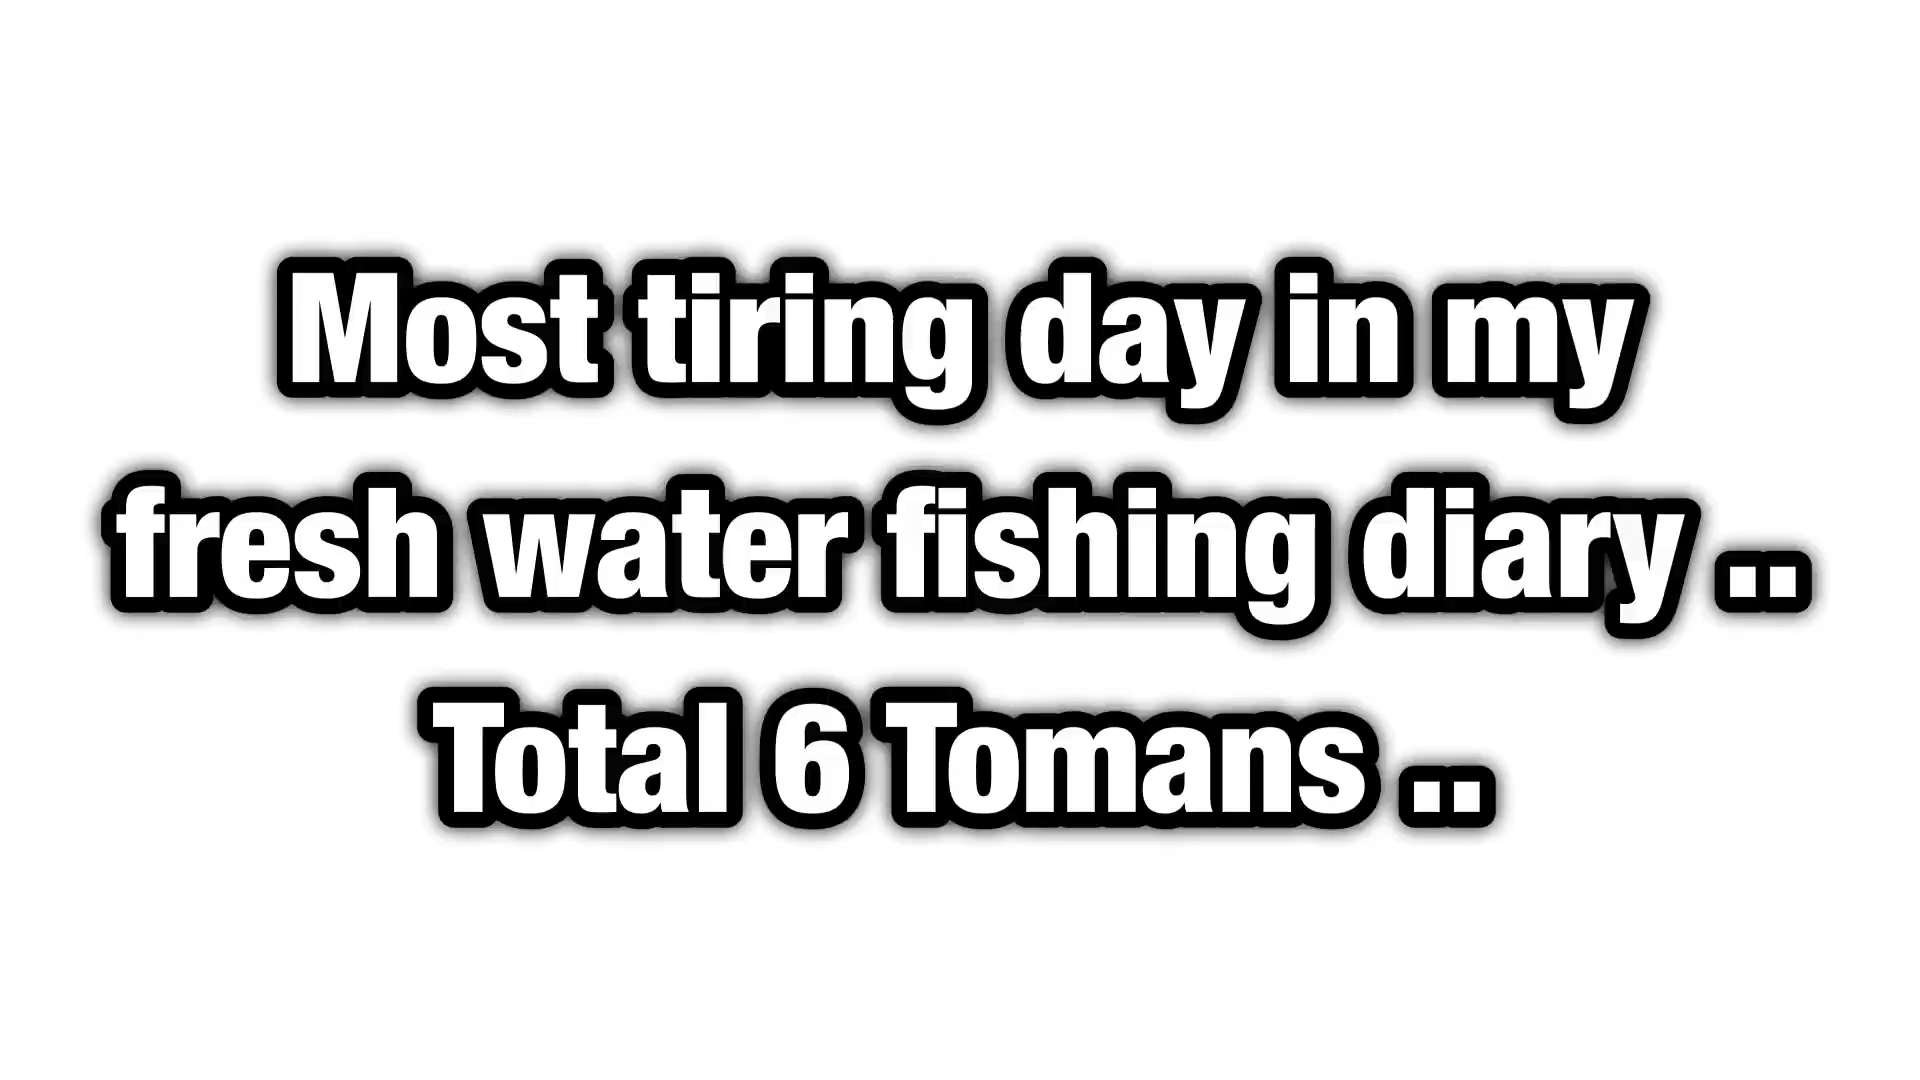 Most tiring day in my
fresh water fishing diary ..
Total 6 Tomans ..